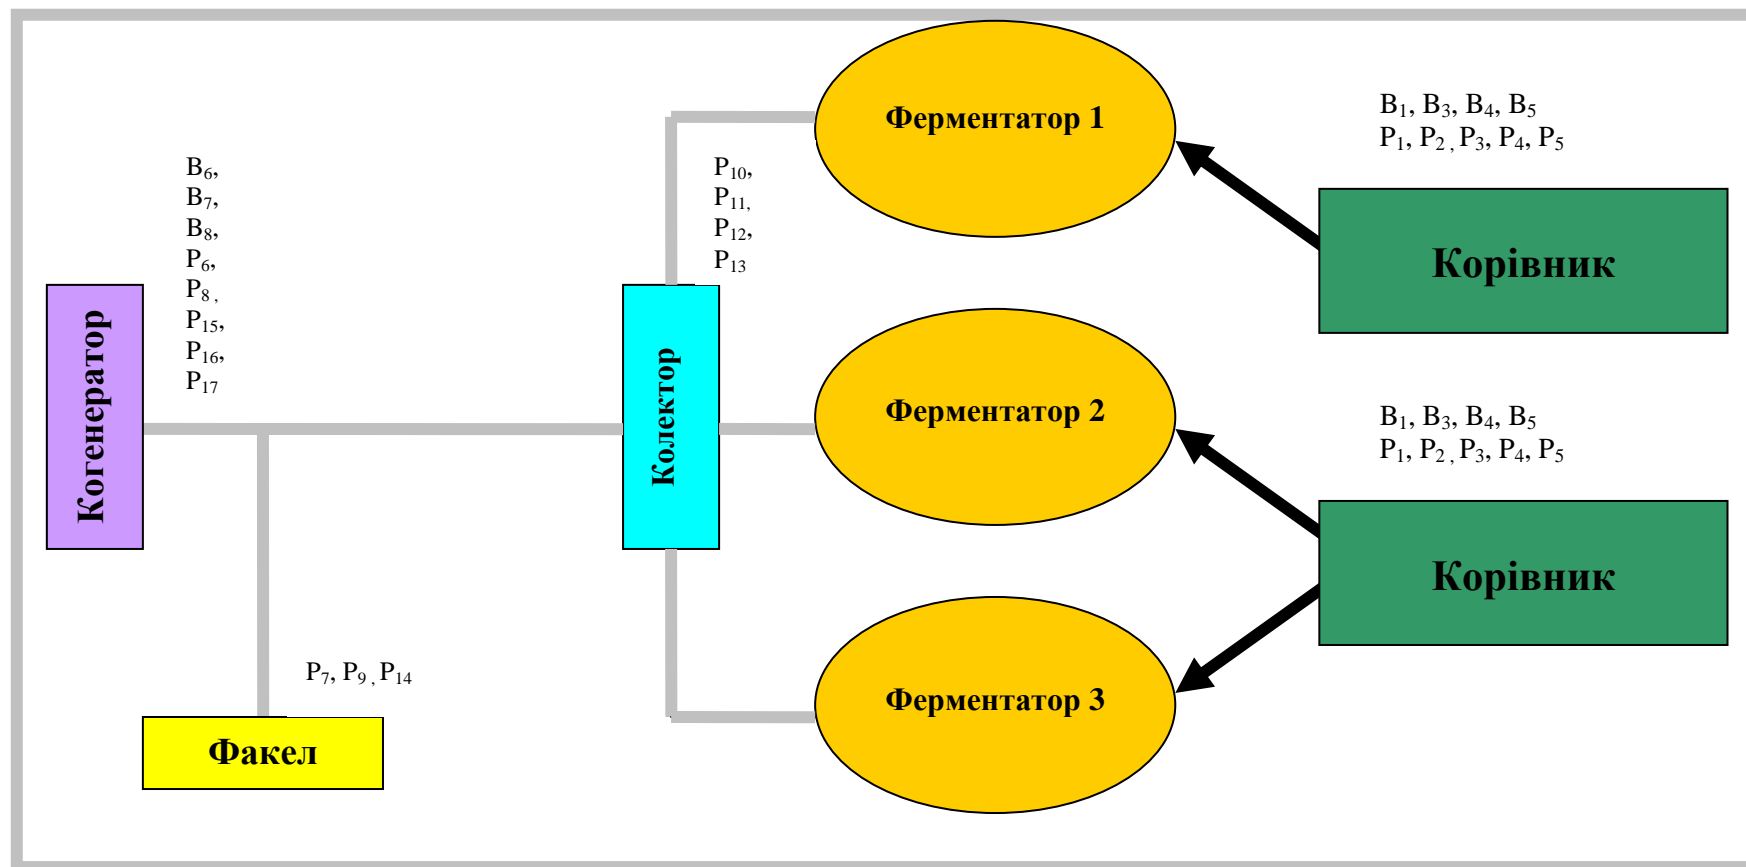 Ферментатор 1
B1, B3, B4, B5
P1, P2 , P3, P4, P5
Корівник
B6,
B7,
B8,
P6,
P8 ,
P15,
P16,
P17
P10,
P11,
P12,
P13
Когенератор
Колектор
Ферментатор 2
B1, B3, B4, B5
P1, P2 , P3, P4, P5
Корівник
Ферментатор 3
P7, P9 , P14
Факел